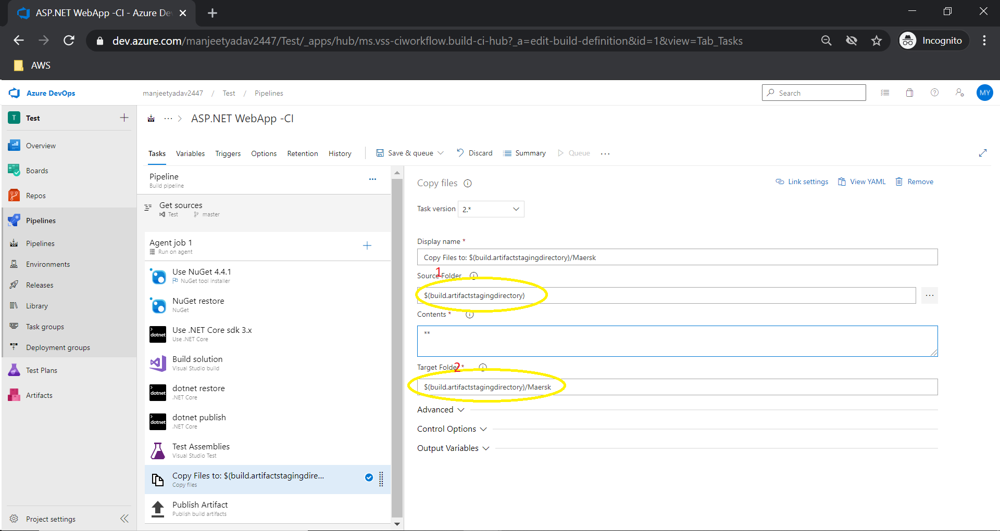 ASP.NET WebApp -CI - Azure De
dev.azure.com/manjeetyadav2447/Test/_apps/hub/ms.vss-ciworkflow.build-ci-hub?_a=edit-build-definition&id=1&view=Tab_Tasks
Incognito
AWS
Azure DevOps
manjeetyadav2447 / Test / Pipelines
Search
MY
T Test
ASP.NET WebApp -CI
Overview
Boards
Repos
Pipelines
Pipelines
Environments
Releases
Library
Task groups
Deployment groups
Test Plans
Artifacts
Project settings
Tasks Variables Triggers Options Retention History Save & queue Discard Summary Queue ...
Pipeline
Build pipeline
Get sources
Test master
Agent job 1
Run on agent
Use NuGet 4.4.1
NuGet tool installer
NuGet restore
NuGet
dotnet Use .NET Core sdk 3.x
Use .NET Core
Build solution
Visual Studio build
dotnet dotnet restore
.NET Core
dotnet dotnet publish
.NET Core
Test Assemblies
Visual Studio Test
Copy Files to: $(build.artifactstagingdire...
Copy files
Publish Artifact
Publish build artifacts
Copy files
Link settings View YAML Remove
Task version 2.*
Display name *
Copy Files to: $(build.artifactstagingdirectory)/Maersk
1
Source Folder
$(build.artifactstagingdirectory)
Contents *
**
2
Target Folder *
$(build.artifactstagingdirectory)/Maersk
Advanced
Control Options
Output Variables